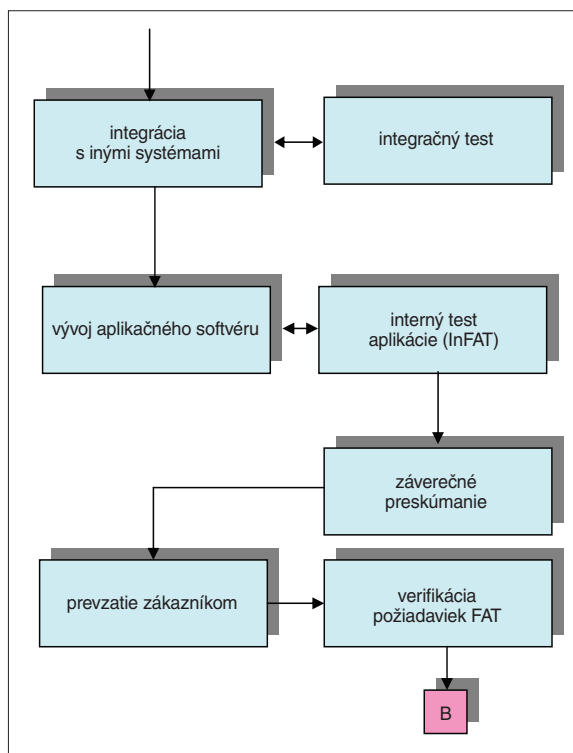 integrácia
s inými systémami
integračný test
vývoj aplikačného softvéru
interný test
aplikácie (InFAT)
záverečné
preskúmanie
prevzatie zákazníkom
verifikácia
požiadaviek FAT
B